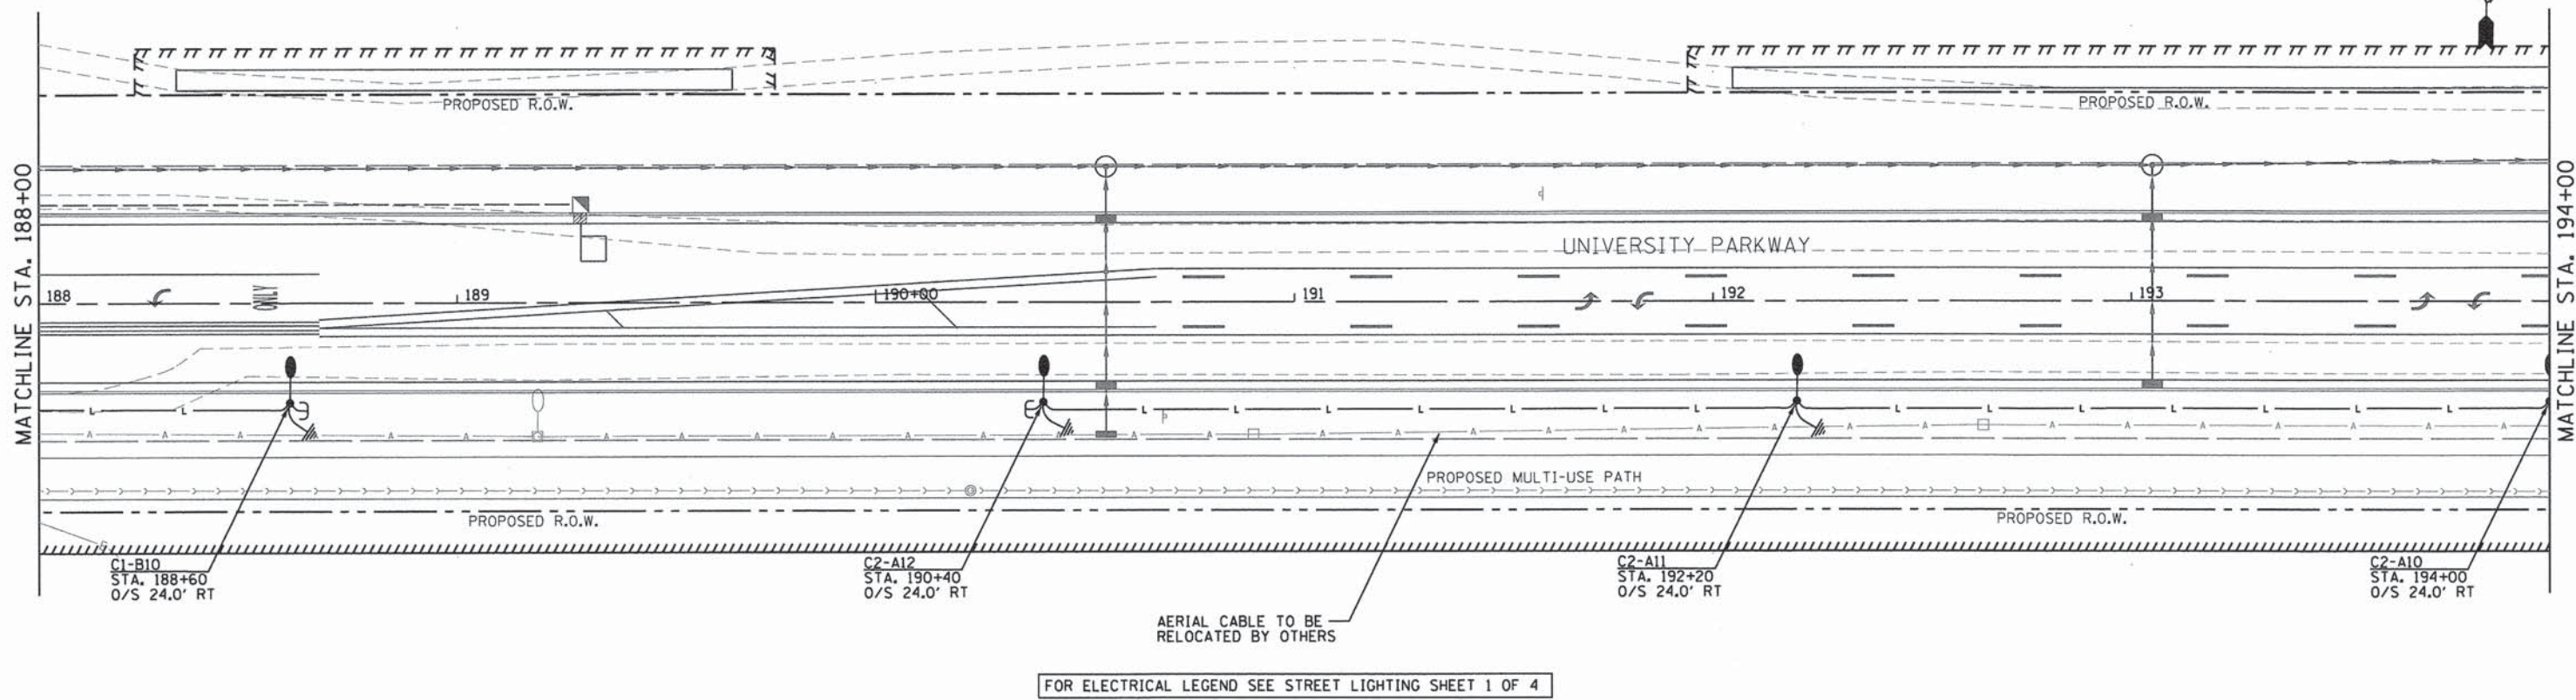 MATCHLINE STA. 188+00
MATCHLINE STA. 194+00
PROPOSED R.O.W.
PROPOSED R.O.W.
UNIVERSITY PARKWAY
188
ONLY
189
190+00
191
192
193
L L L L L L L L L L L L L L L L L
A A A A A A A A A A A A A A A A A A A A A A A A A A A A A A
PROPOSED MULTI-USE PATH
PROPOSED R.O.W.
PROPOSED R.O.W.
G
C1-B10
STA. 188+60
O/S 24.0' RT
C2-A12
STA. 190+40
O/S 24.0' RT
C2-A11
STA. 192+20
O/S 24.0' RT
C2-A10
STA. 194+00
O/S 24.0' RT
AERIAL CABLE TO BE
RELOCATED BY OTHERS
FOR ELECTRICAL LEGEND SEE STREET LIGHTING SHEET 1 OF 4